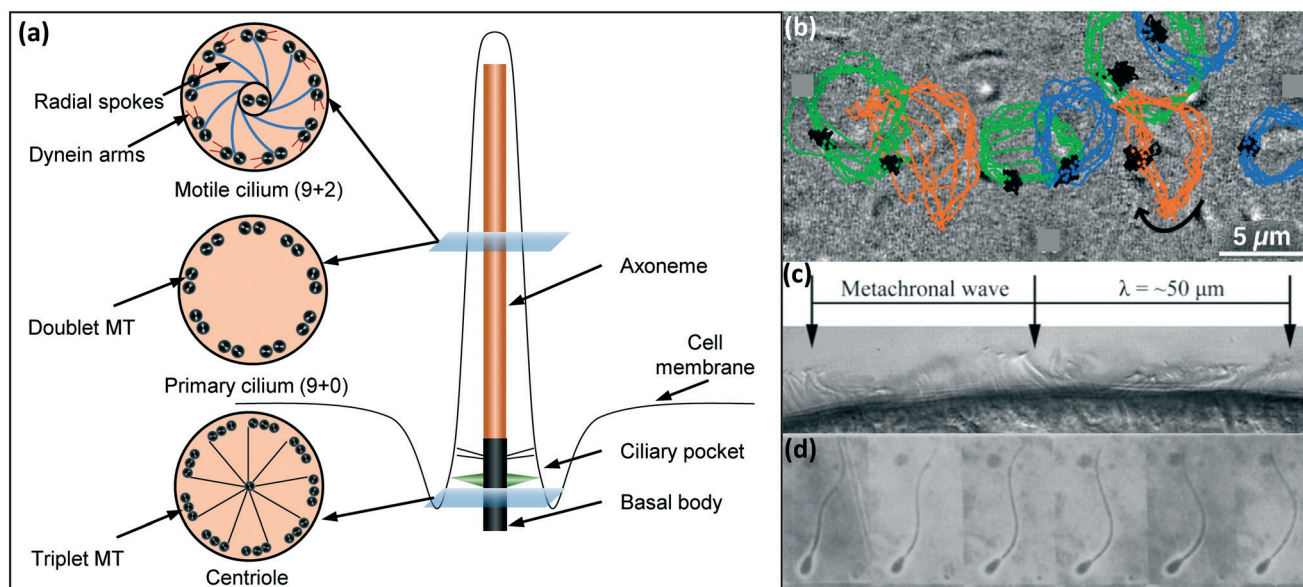 (a)
Radial spokes
Dynein arms
Motile cilium (9+2)
Doublet MT
Primary cilium (9+0)
Triplet MT
Centriole
Axoneme
Cell
membrane
Ciliary pocket
Basal body
(b)
5 µm
(c)
Metachronal wave
λ = ~50 µm
(d)